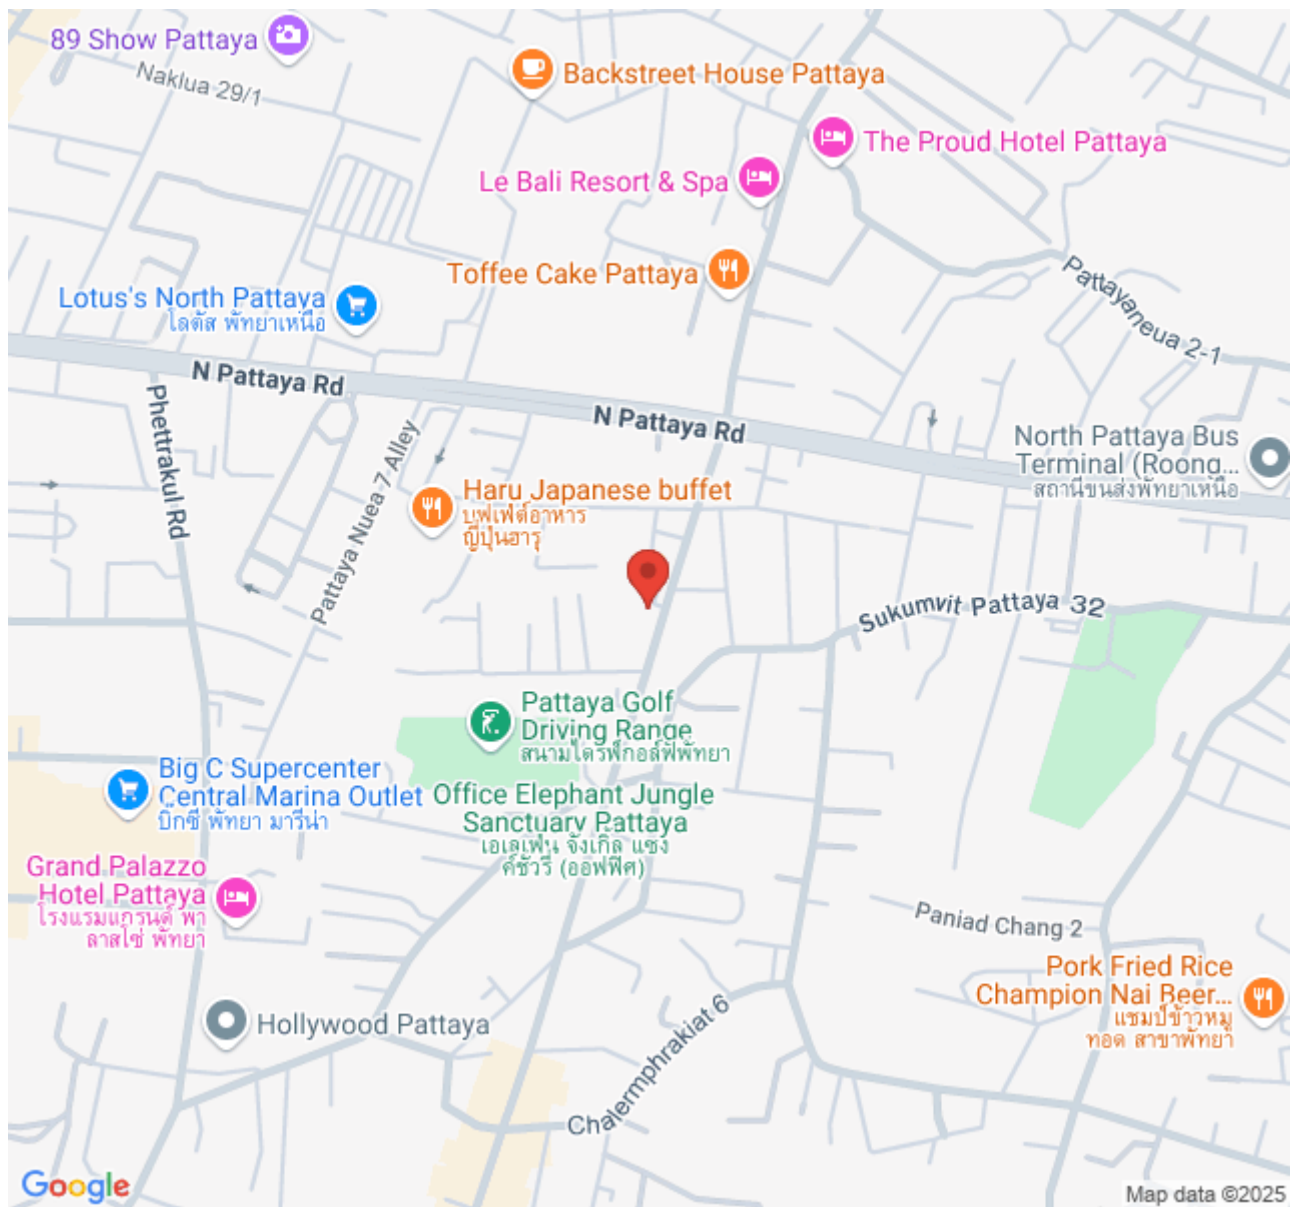 89 Show Pattaya
Naklua 29/1
Backstreet House Pattaya
The Proud Hotel Pattaya
Le Bali Resort & Spa
Toffee Cake Pattaya
Pattayaneua 2-1
Lotus's North Pattaya
โลตัส พัทยาเหนือ
N Pattaya Rd
N Pattaya Rd
Phettrakul Rd
Pattaya Nuea 7 Alley
North Pattaya Bus
Terminal (Roong...
สถานีขนส่งพัทยาเหนือ
Haru Japanese buffet
บุฟเฟ่ต์อาหาร
ญี่ปุ่นฮารุ
Sukumvit Pattaya 32
Pattaya Golf
Driving Range
สนามไดรฟ์กอล์ฟพัทยา
Big C Supercenter
Central Marina Outlet
บิ๊กซี พัทยา มารีน่า
Office Elephant Jungle
Sanctuary Pattaya
เอเลเฟ่น จังเกิ้ล แซง
ค์ชัวรี่ (ออฟฟิศ)
Grand Palazzo
Hotel Pattaya
โรงแรมแกรนด์ พา
ลาสโซ่ พัทยา
Paniad Chang 2
Pork Fried Rice
Champion Nai Beer...
แชมป์ข้าวหมู
ทอด สาขาพัทยา
Hollywood Pattaya
Chalermphrakiat 6
Google
Map data ©2025